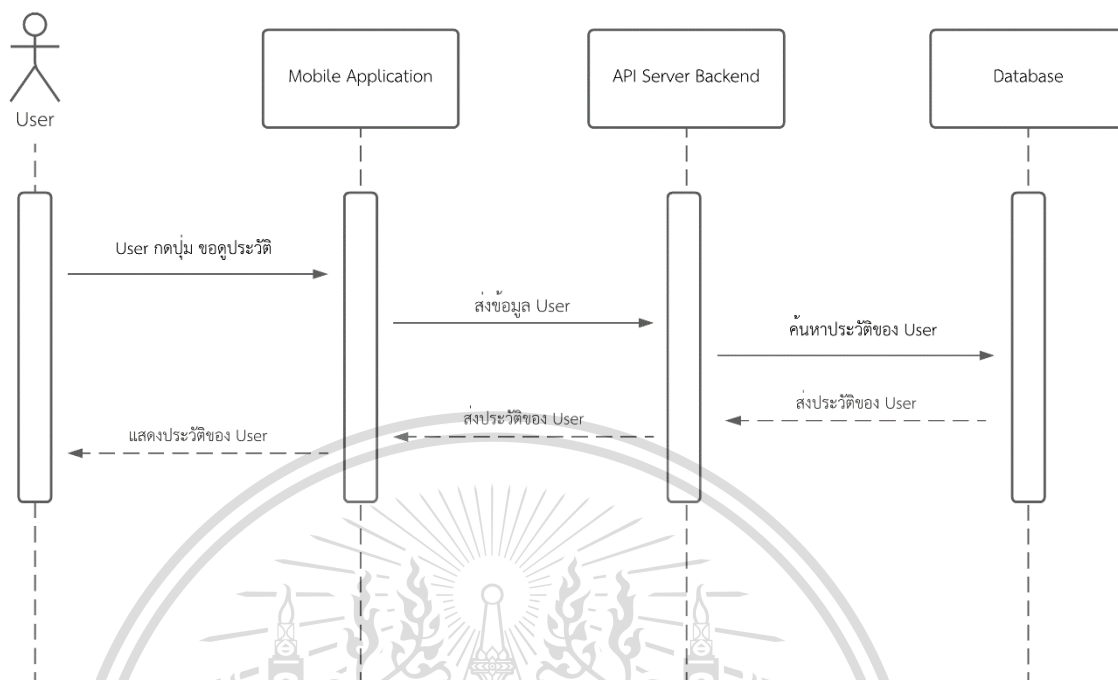 User
Mobile Application
API Server Backend
Database
User กดปุ่ม ขอดูประวัติ
ส่งข้อมูล User
ค้นหาประวัติของ User
ส่งประวัติของ User
ส่งประวัติของ User
แสดงประวัติของ User